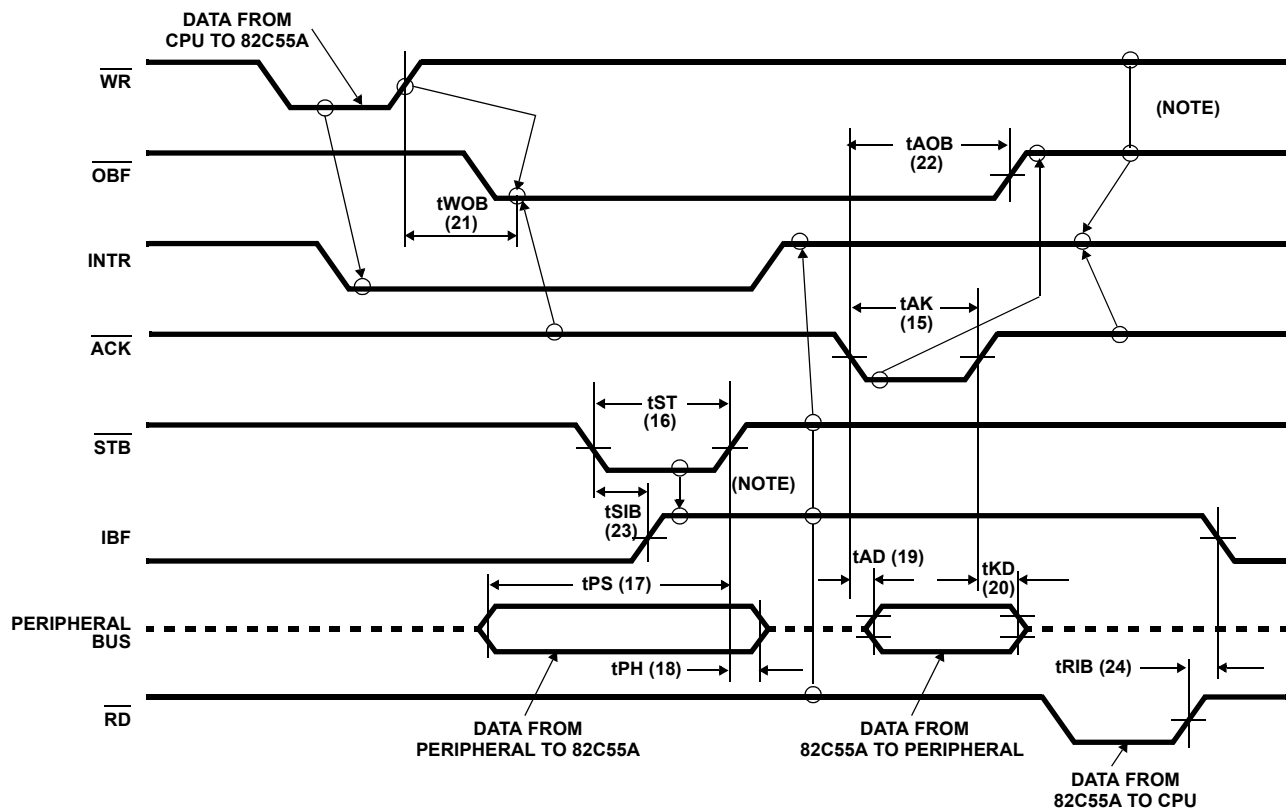 DATA FROM
CPU TO 82C55A
WR
(NOTE)
tAOB
(22)
OBF
tWOB
(21)
INTR
tAK
(15)
ACK
tST
(16)
STB
(NOTE)
tSIB
(23)
IBF
tAD (19)
tKD
(20)
tPS (17)
PERIPHERAL
BUS
tPH (18)
tRIB (24)
RD
DATA FROM
PERIPHERAL TO 82C55A
DATA FROM
82C55A TO PERIPHERAL
DATA FROM
82C55A TO CPU